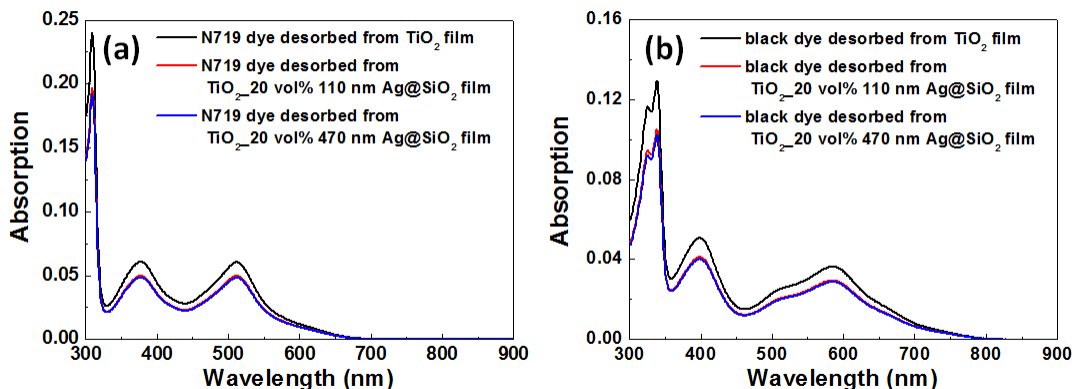 (a)
N719 dye desorbed from TiO2 film
N719 dye desorbed from
TiO2_20 vol% 110 nm Ag@SiO2 film
N719 dye desorbed from
TiO2_20 vol% 470 nm Ag@SiO2 film
0.25
0.20
0.15
0.10
0.05
0.00
Absorption
300 400 500 600 700 800 900
Wavelength (nm)
(b)
black dye desorbed from TiO2 film
black dye desorbed from
TiO2_20 vol% 110 nm Ag@SiO2 film
black dye desorbed from
TiO2_20 vol% 470 nm Ag@SiO2 film
0.16
0.12
0.08
0.04
0.00
Absorption
300 400 500 600 700 800 900
Wavelength (nm)